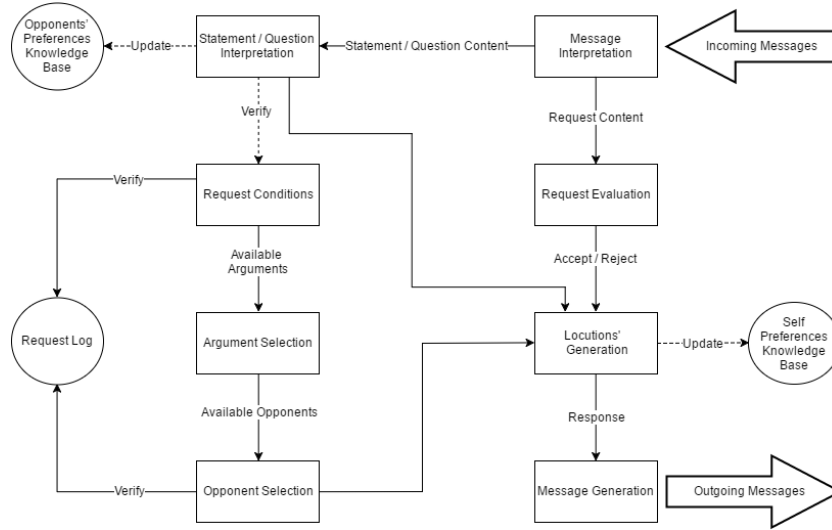 Opponents'
Preferences
Knowledge
Base
Update
Statement / Question
Interpretation
Statement / Question Content
Message
Interpretation
Incoming Messages
Verify
Request Content
Verify
Request Conditions
Request Evaluation
Available
Arguments
Accept / Reject
Request Log
Argument Selection
Locutions'
Generation
Update
Self
Preferences
Knowledge
Base
Available Opponents
Response
Verify
Opponent Selection
Message Generation
Outgoing Messages